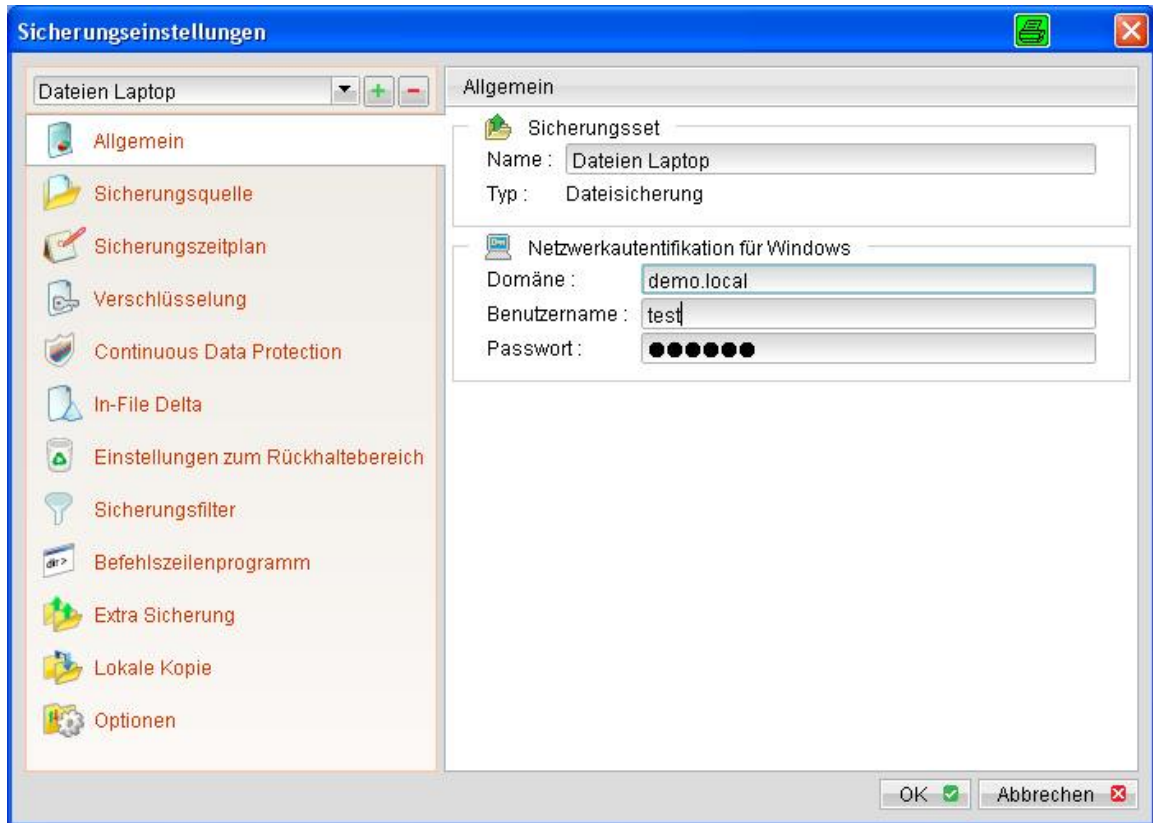 Sicherungseinstellungen
Dateien Laptop
Allgemein
Sicherungsquelle
Sicherungszeitplan
Verschlüsselung
Continuous Data Protection
In-File Delta
Einstellungen zum Rückhaltebereich
Sicherungsfilter
dir>
Befehlszeilenprogramm
Extra Sicherung
Lokale Kopie
Optionen
Allgemein
Sicherungsset
Name : Dateien Laptop
Typ : Dateisicherung
Netzwerkautentifikation für Windows
Domäne : demo.local
Benutzername : test
Passwort : ●●●●●●
OK
Abbrechen